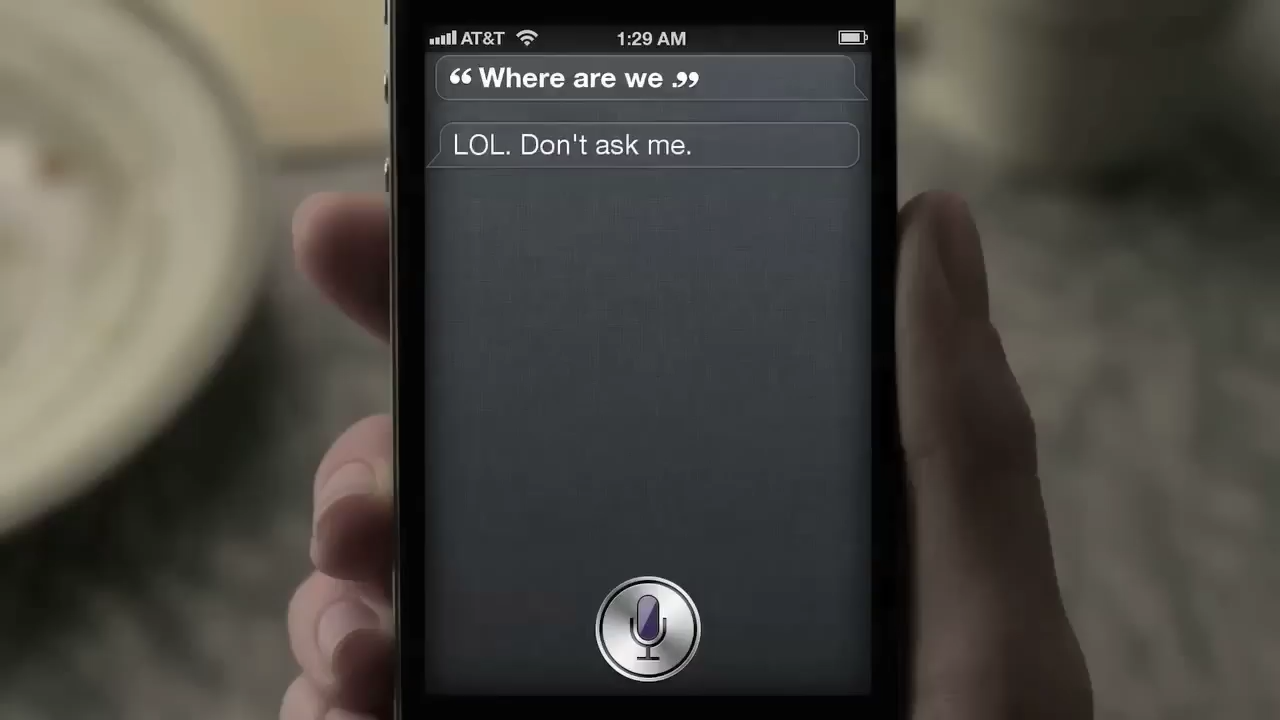 AT&T 1:29 AM
“ Where are we .”
LOL. Don't ask me.